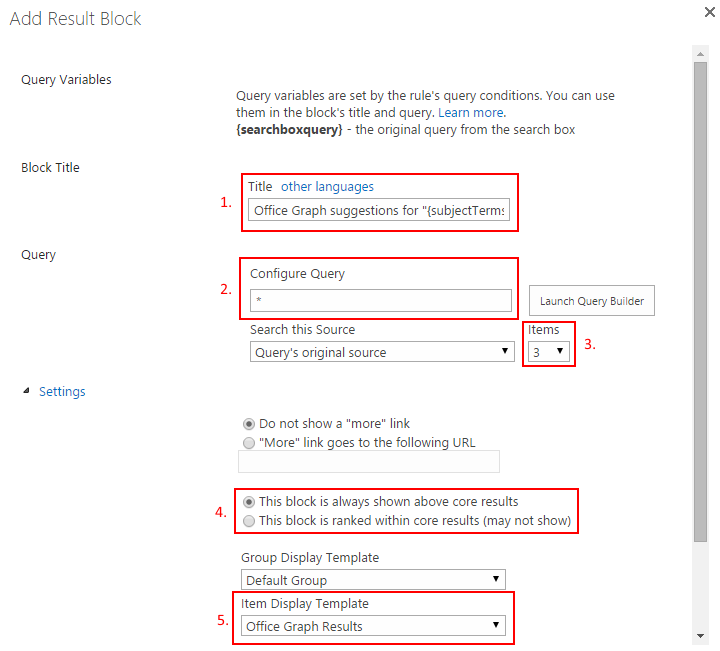 Add Result Block
Query Variables
Query variables are set by the rule's query conditions. You can use
them in the block's title and query. Learn more.
{searchboxquery} - the original query from the search box
Block Title
Title other languages
1.
Office Graph suggestions for "{subjectTerms
Query
Configure Query
2.
*
Launch Query Builder
Search this Source
Items
Query's original source
3
3.
Settings
Do not show a "more" link
"More" link goes to the following URL
4.
This block is always shown above core results
This block is ranked within core results (may not show)
Group Display Template
Default Group
Item Display Template
5.
Office Graph Results